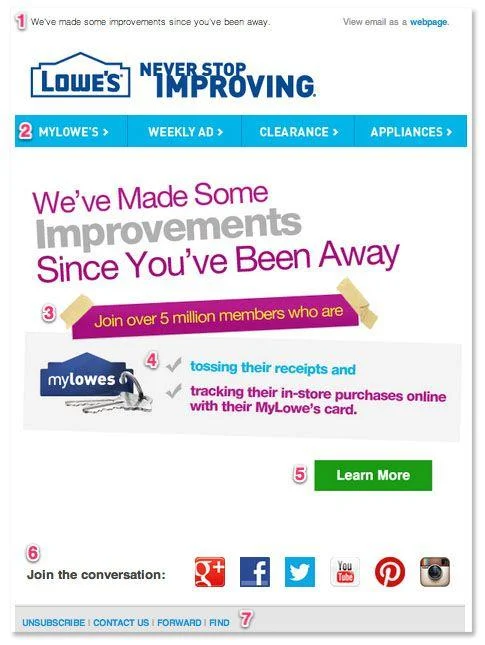 1 We've made some improvements since you've been away. View email as a webpage.
LOWE'S NEVER STOP IMPROVING.
2 MYLOWE'S > WEEKLY AD > CLEARANCE > APPLIANCES >
We've Made Some
Improvements
Since You've Been Away
3 Join over 5 million members who are
4 tossing their receipts and
mylowes
tracking their in-store purchases online
with their MyLowe's card.
5 Learn More
6
Join the conversation: g+ f You Tube
7
UNSUBSCRIBE | CONTACT US | FORWARD | FIND